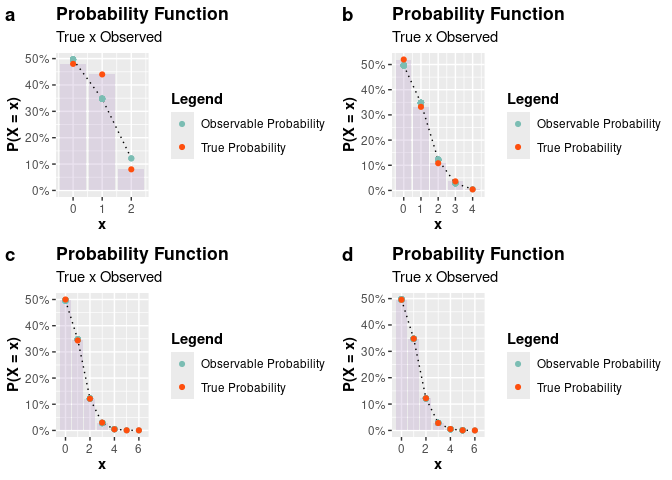 a
Probability Function
True x Observed
50%
40%
30%
20%
10%
0%
P(X = x)
0 1 2
x
Legend
Observable Probability
True Probability
b
Probability Function
True x Observed
50%
40%
30%
20%
10%
0%
P(X = x)
0 1 2 3 4
x
Legend
Observable Probability
True Probability
c
Probability Function
True x Observed
50%
40%
30%
20%
10%
0%
P(X = x)
0 2 4 6
x
Legend
Observable Probability
True Probability
d
Probability Function
True x Observed
50%
40%
30%
20%
10%
0%
P(X = x)
0 2 4 6
x
Legend
Observable Probability
True Probability